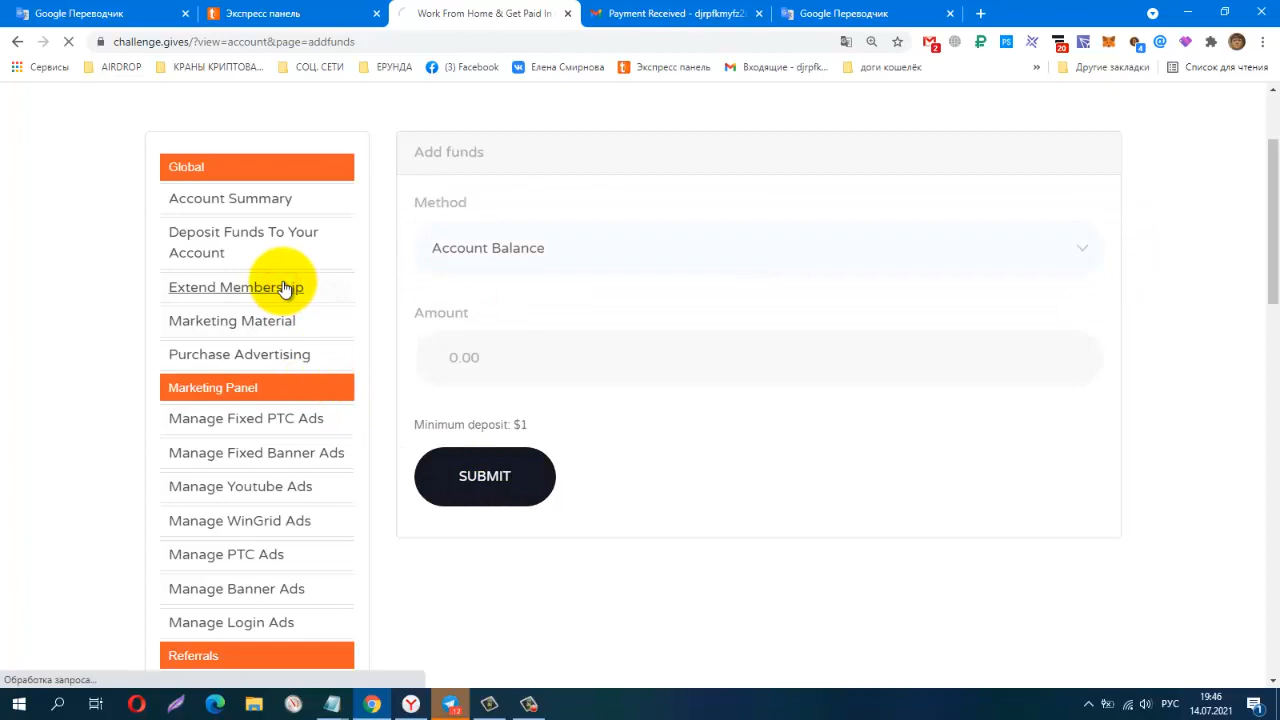 Google Переводчик
Экспресс панель
Work From Home & Get Paid In
Payment Received - djrpfkmyfz2
Google Переводчик
challenge.gives/?view=account&page=addfunds
2
20
4
Сервисы
AIRDROP
КРАНЫ КРИПТОВА...
СОЦ. СЕТИ
ЕРУНДА
(3) Facebook
Елена Смирнова
Экспресс панель
Входящие - djrpfk...
доги кошелёк
»
Другие закладки
Список для чтения
Global
Account Summary
Deposit Funds To Your
Account
Extend Membership
Marketing Material
Purchase Advertising
Marketing Panel
Manage Fixed PTC Ads
Manage Fixed Banner Ads
Manage Youtube Ads
Manage WinGrid Ads
Manage PTC Ads
Manage Banner Ads
Manage Login Ads
Referrals
Add funds
Method
Account Balance
Amount
0.00
Minimum deposit: $1
SUBMIT
Обработка запроса...
12
РУС
19:46
14.07.2021
1